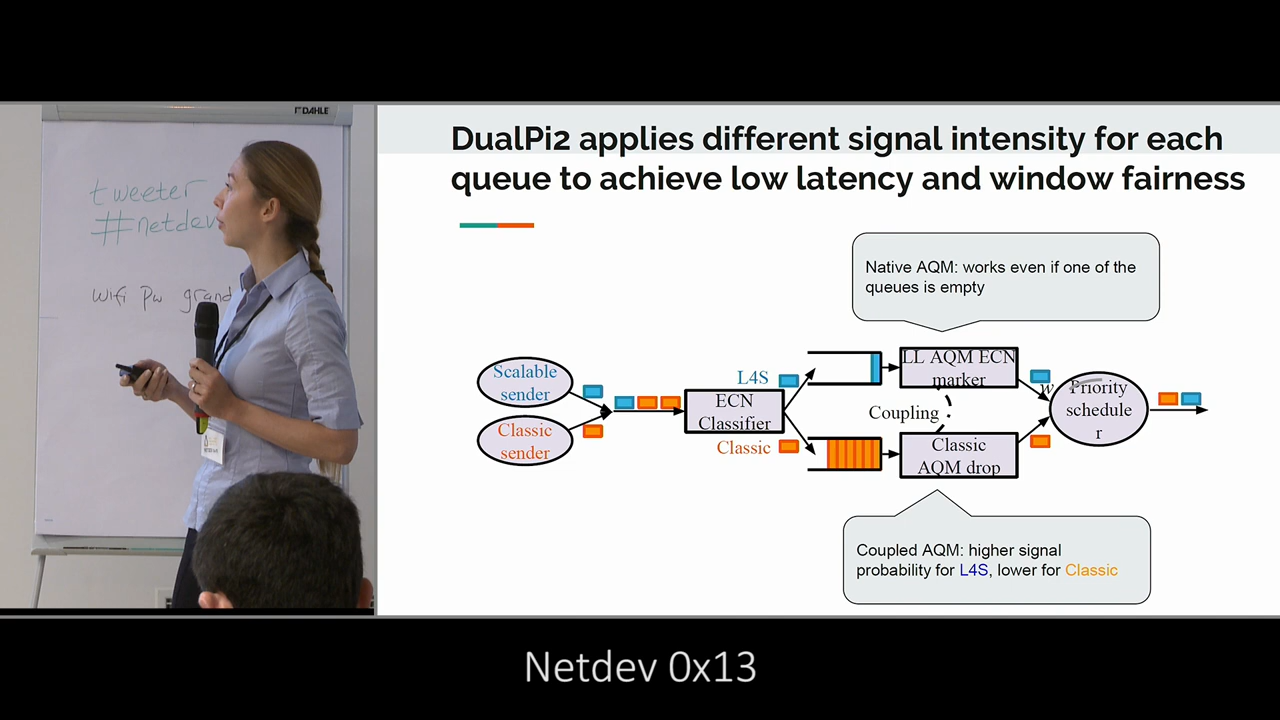 DAHLE
tweeter
#netdev
wifi pw grand
DualPi2 applies different signal intensity for each
queue to achieve low latency and window fairness
Native AQM: works even if one of the
queues is empty
Scalable
sender
Classic
sender
L4S
ECN
Classifier
Classic
LL AQM ECN
marker
Coupling
Classic
AQM drop
w
Priority
schedule
r
Coupled AQM: higher signal
probability for L4S, lower for Classic
Netdev 0x13